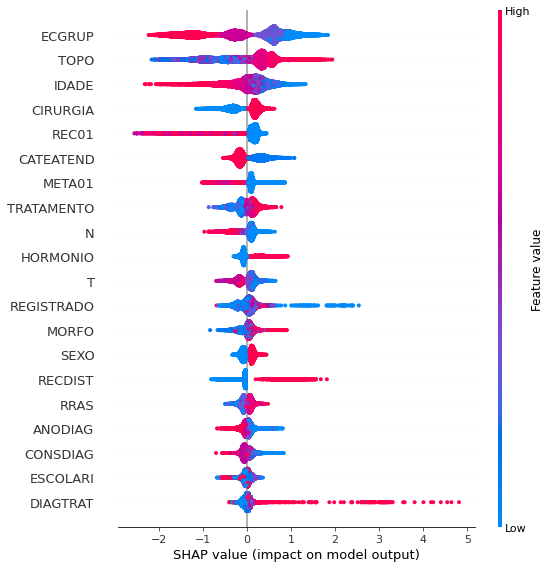 High
ECGRUP
TOPO
IDADE
CIRURGIA
REC01
CATEATEND
META01
TRATAMENTO
N
HORMONIO
T
REGISTRADO
MORFO
SEXO
RECDIST
RRAS
ANODIAG
CONSDIAG
ESCOLARI
DIAGTRAT
Feature value
Low
−2 −1 0 1 2 3 4 5
SHAP value (impact on model output)